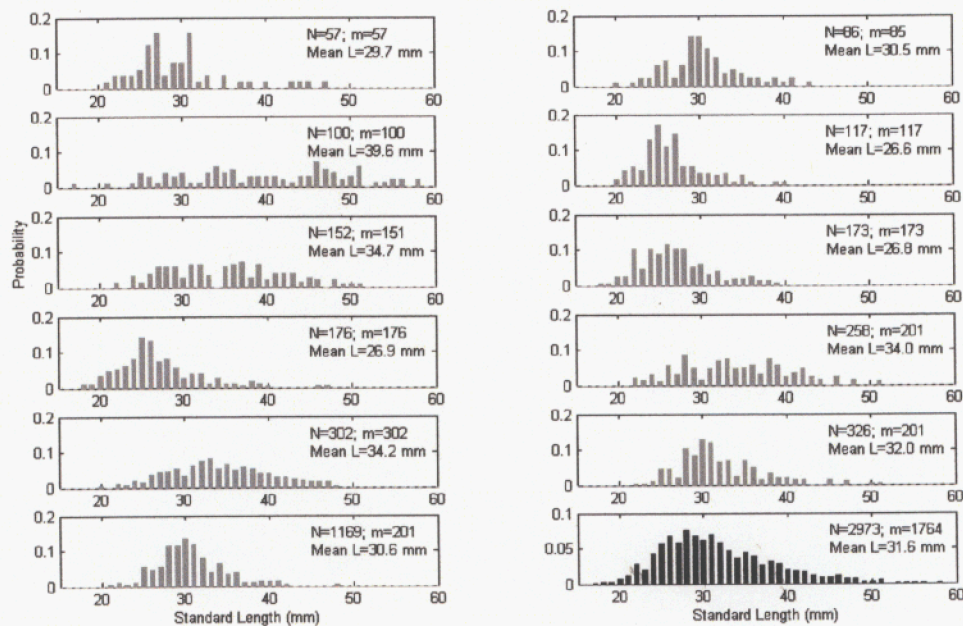 0.2
0.1
0
20 30 40 50 60
N=57; m=57
Mean L=29.7 mm
0.2
0.1
0
20 30 40 50 60
N=86; m=85
Mean L=30.5 mm
0.2
0.1
0
20 30 40 50 60
N=100; m=100
Mean L=39.6 mm
0.2
0.1
0
20 30 40 50 60
N=117; m=117
Mean L=26.6 mm
Probability
0.2
0.1
0
20 30 40 50 60
N=152; m=151
Mean L=34.7 mm
0.2
0.1
0
20 30 40 50 60
N=173; m=173
Mean L=26.8 mm
0.2
0.1
0
20 30 40 50 60
N=176; m=176
Mean L=26.9 mm
0.2
0.1
0
20 30 40 50 60
N=258; m=201
Mean L=34.0 mm
0.2
0.1
0
20 30 40 50 60
N=302; m=302
Mean L=34.2 mm
0.2
0.1
0
20 30 40 50 60
N=326; m=201
Mean L=32.0 mm
0.2
0.1
0
20 30 40 50 60
N=1169; m=201
Mean L=30.6 mm
Standard Length (mm)
0.1
0.05
0
20 30 40 50 60
N=2973; m=1764
Mean L=31.6 mm
Standard Length (mm)